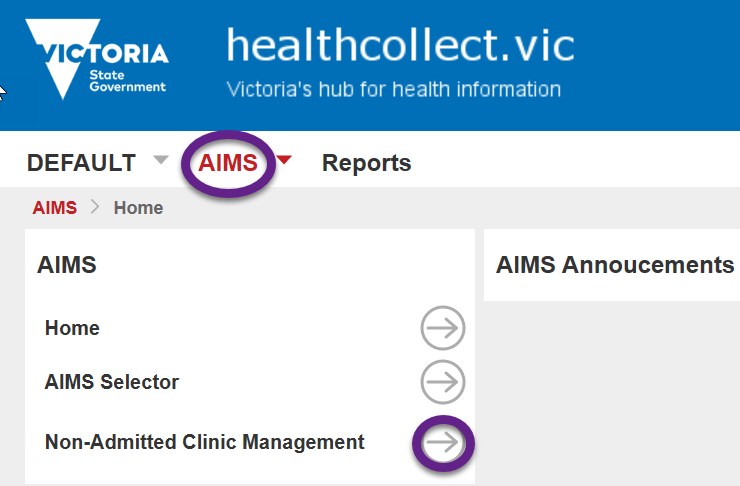 VICTORIA
State
Government
healthcollect.vic
Victoria's hub for health information
DEFAULT AIMS Reports
AIMS Home
AIMS
Home
AIMS Selector
Non-Admitted Clinic Management
AIMS Annoucements